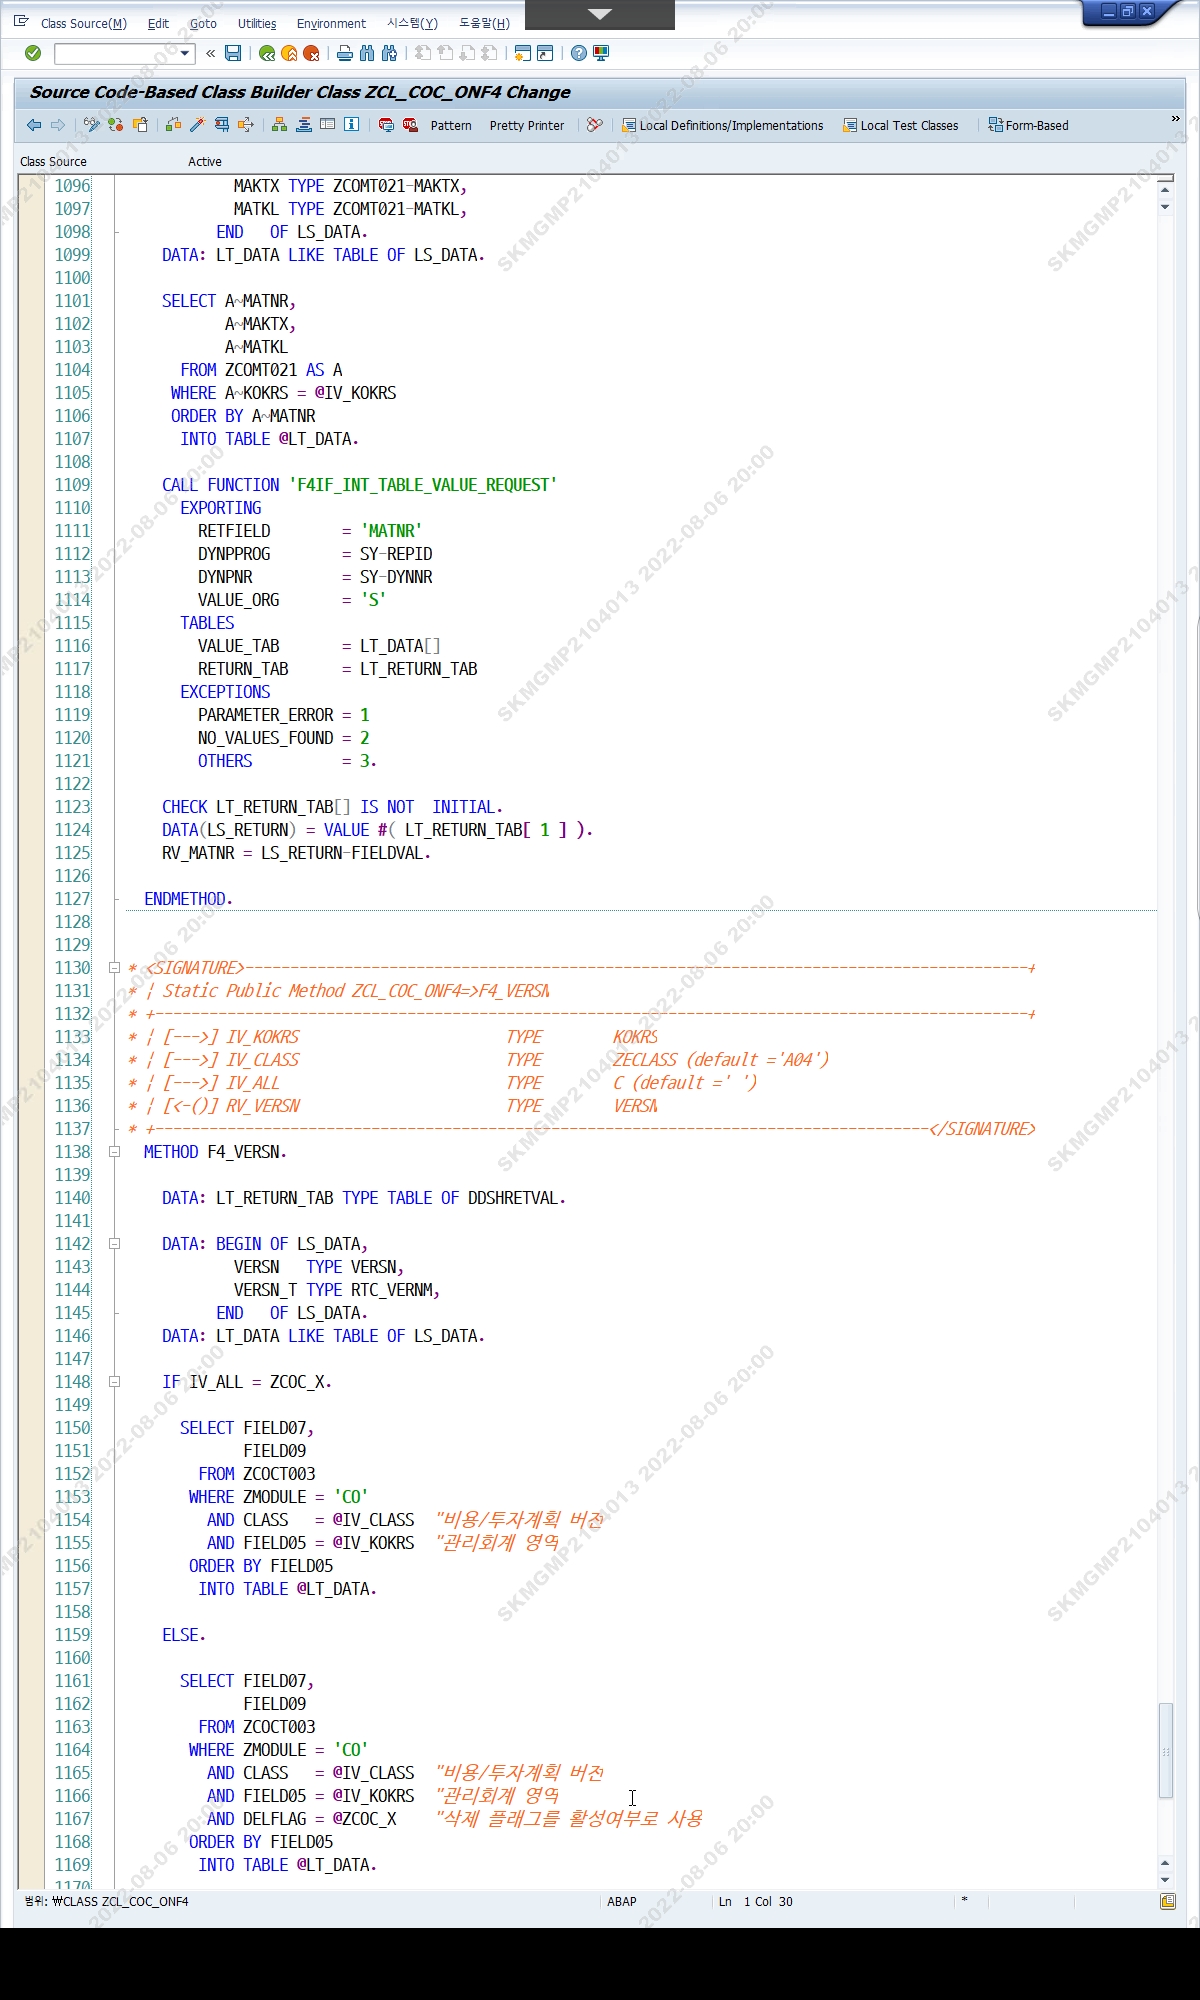 Class Source(M) Edit Goto Utilities Class Source Environment 시스템(Y) 도움말(H)
Source Code-Based Class Builder Class ZCL_COC_ONF4 Change
Pattern Pretty Printer Local Definitions/Implementations Local Test Classes Form-Based
Class Source Active
1096 MAKTX TYPE ZCOMT021-MAKTX,
1097 MATKL TYPE ZCOMT021-MATKL,
1098 END OF LS_DATA.
1099 DATA: LT_DATA LIKE TABLE OF LS_DATA.
1100
1101 SELECT A~MATNR,
1102 A~MAKTX,
1103 A~MATKL
1104 FROM ZCOMT021 AS A
1105 WHERE A~KOKRS = @IV_KOKRS
1106 ORDER BY A~MATNR
1107 INTO TABLE @LT_DATA.
1108
1109 CALL FUNCTION 'F4IF_INT_TABLE_VALUE_REQUEST'
1110 EXPORTING
1111 RETFIELD = 'MATNR'
1112 DYNPPROG = SY-REPID
1113 DYNPNR = SY-DYNNR
1114 VALUE_ORG = 'S'
1115 TABLES
1116 VALUE_TAB = LT_DATA[]
1117 RETURN_TAB = LT_RETURN_TAB
1118 EXCEPTIONS
1119 PARAMETER_ERROR = 1
1120 NO_VALUES_FOUND = 2
1121 OTHERS = 3.
1122
1123 CHECK LT_RETURN_TAB[] IS NOT INITIAL.
1124 DATA(LS_RETURN) = VALUE #( LT_RETURN_TAB[ 1 ] ).
1125 RV_MATNR = LS_RETURN-FIELDVAL.
1126
1127 ENDMETHOD.
1128
1129
1130 * <SIGNATURE>---------------------------------------------------------------------------------------+
1131 * | Static Public Method ZCL_COC_ONF4=>F4_VERSN
1132 * +-------------------------------------------------------------------------------------------------+
1133 * | [--->] IV_KOKRS TYPE KOKRS
1134 * | [--->] IV_CLASS TYPE ZECLASS (default ='A04')
1135 * | [--->] IV_ALL TYPE C (default =' ')
1136 * | [<-()] RV_VERSN TYPE VERSN
1137 * +--------------------------------------------------------------------------------------</SIGNATURE>
1138 METHOD F4_VERSN.
1139
1140 DATA: LT_RETURN_TAB TYPE TABLE OF DDSHRETVAL.
1141
1142 DATA: BEGIN OF LS_DATA,
1143 VERSN TYPE VERSN,
1144 VERSN_T TYPE RTC_VERNM,
1145 END OF LS_DATA.
1146 DATA: LT_DATA LIKE TABLE OF LS_DATA.
1147
1148 IF IV_ALL = ZCOC_X.
1149
1150 SELECT FIELD07,
1151 FIELD09
1152 FROM ZCOCT003
1153 WHERE ZMODULE = 'CO'
1154 AND CLASS = @IV_CLASS "비용/투자계획 버전
1155 AND FIELD05 = @IV_KOKRS "관리회계 영역
1156 ORDER BY FIELD05
1157 INTO TABLE @LT_DATA.
1158
1159 ELSE.
1160
1161 SELECT FIELD07,
1162 FIELD09
1163 FROM ZCOCT003
1164 WHERE ZMODULE = 'CO'
1165 AND CLASS = @IV_CLASS "비용/투자계획 버전
1166 AND FIELD05 = @IV_KOKRS "관리회계 영역
1167 AND DELFLAG = @ZCOC_X "삭제 플래그를 활성여부로 사용
1168 ORDER BY FIELD05
1169 INTO TABLE @LT_DATA.
1170
범위: ₩CLASS ZCL_COC_ONF4 ABAP Ln 1 Col 30 *
SKMGMP2104013 2022-08-06 20:00